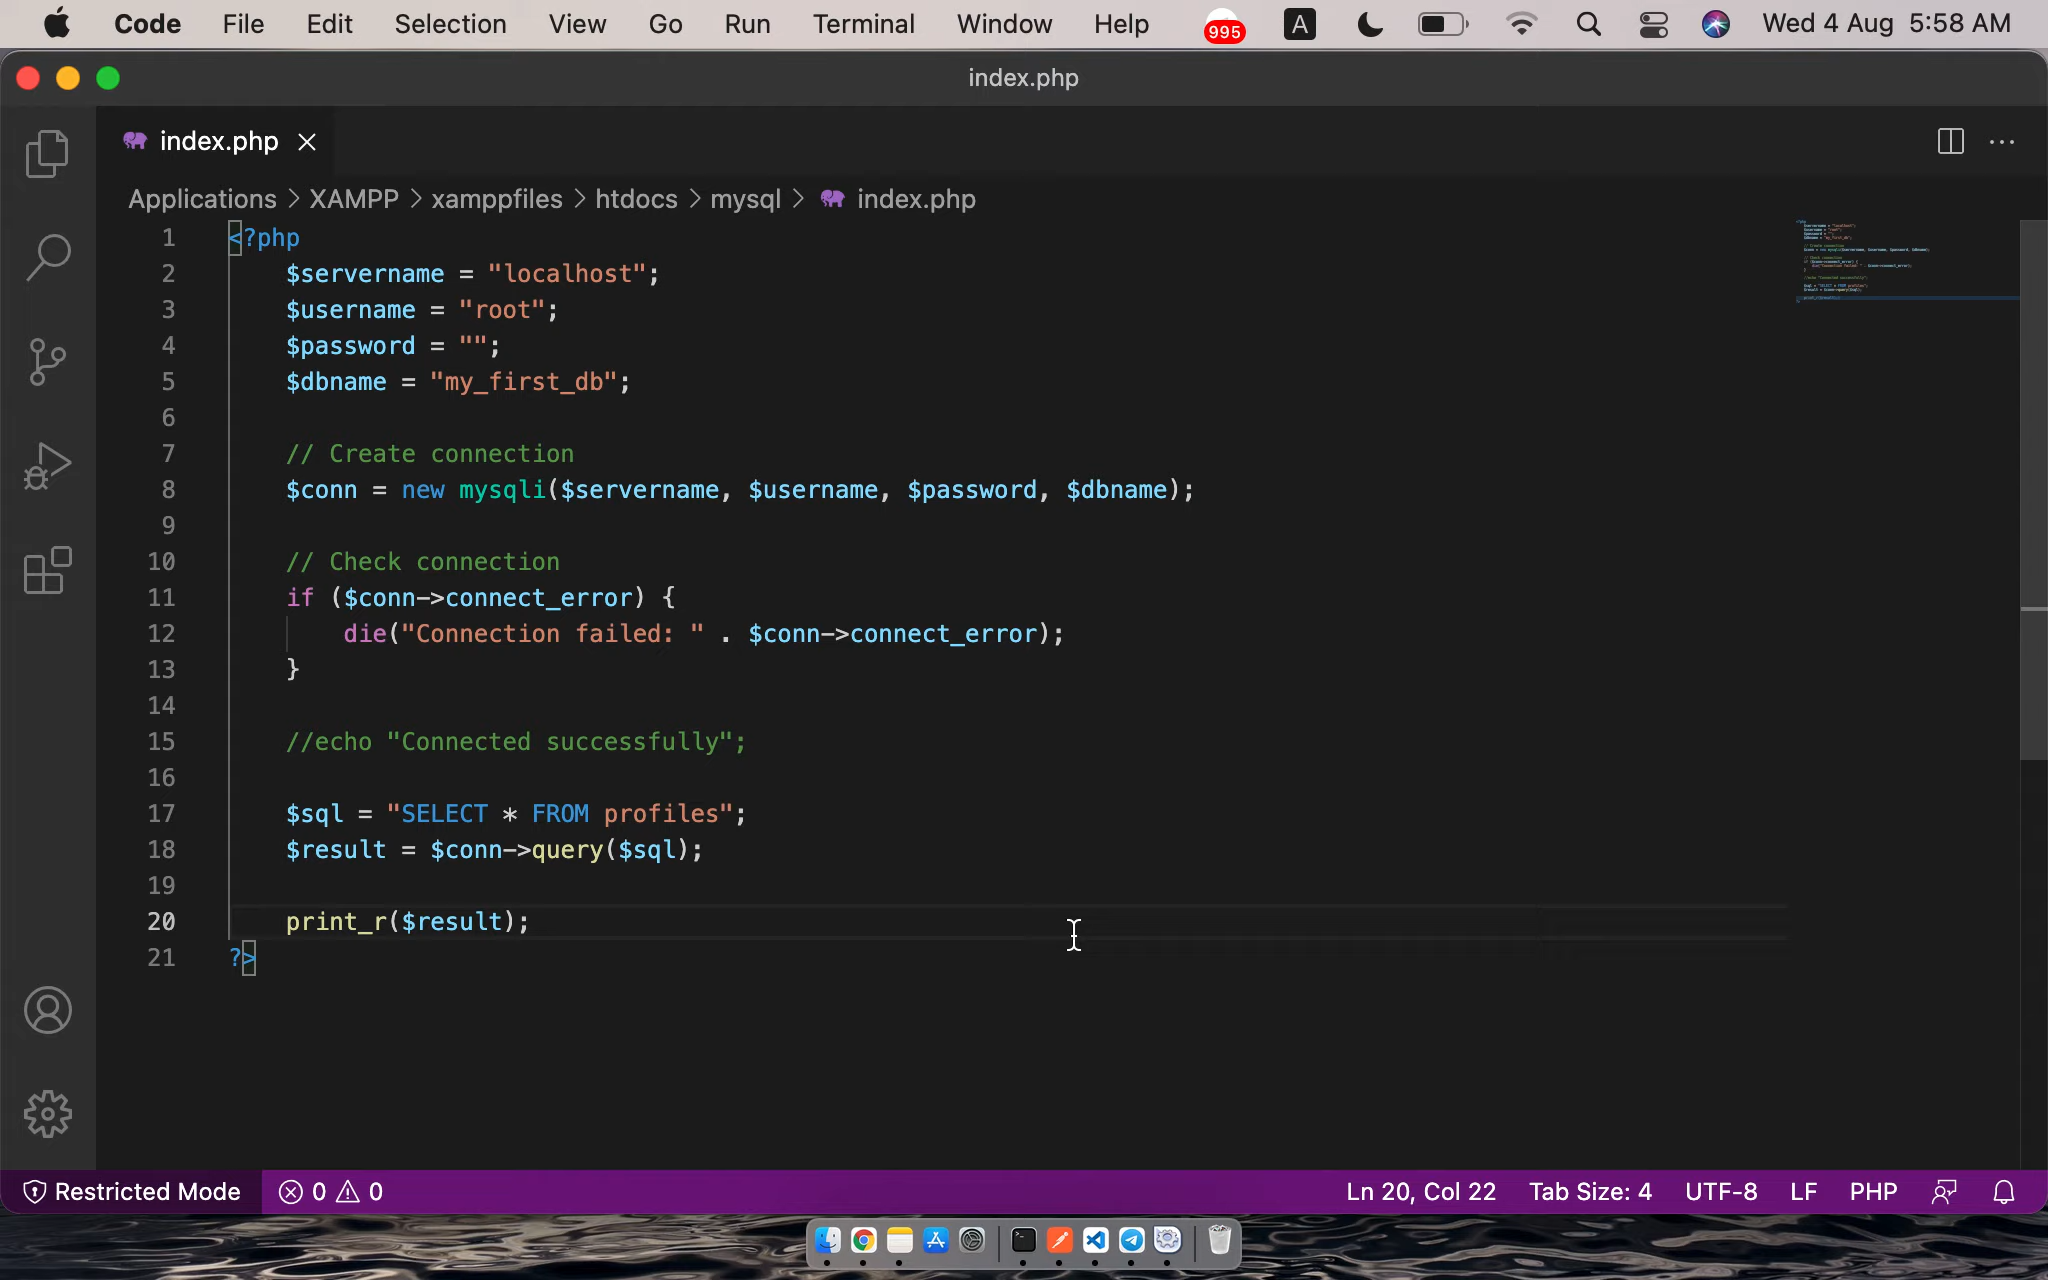 Code File Edit Selection View Go Run Terminal Window Help 995 A Wed 4 Aug 5:58 AM
index.php
index.php
Applications > XAMPP > xamppfiles > htdocs > mysql > index.php
1 <?php
2 $servername = "localhost";
3 $username = "root";
4 $password = "";
5 $dbname = "my_first_db";
6
7 // Create connection
8 $conn = new mysqli($servername, $username, $password, $dbname);
9
10 // Check connection
11 if ($conn->connect_error) {
12 die("Connection failed: " . $conn->connect_error);
13 }
14
15 //echo "Connected successfully";
16
17 $sql = "SELECT * FROM profiles";
18 $result = $conn->query($sql);
19
20 print_r($result);
21 ?>
Restricted Mode 0 0 Ln 20, Col 22 Tab Size: 4 UTF-8 LF PHP